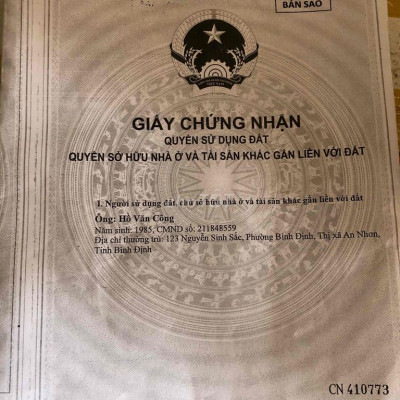 BẢN SAO
GIẤY CHỨNG NHẬN
QUYỀN SỬ DỤNG ĐẤT
QUYỀN SỞ HỮU NHÀ Ở VÀ TÀI SẢN KHÁC GẮN LIỀN VỚI ĐẤT
I. Người sử dụng đất, chủ sở hữu nhà ở và tài sản khác gắn liền với đất
Ông: Hồ Văn Công
Năm sinh: 1985, CMND số: 211848559
Địa chỉ thường trú: 123 Nguyễn Sinh Sắc, Phường Bình Định, Thị xã An Nhơn,
Tỉnh Bình Định
CN 410773